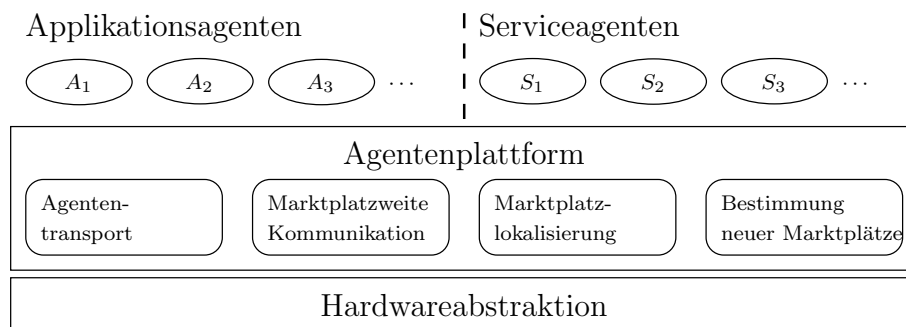 Applikationsagenten Serviceagenten
A₁ A₂ A₃ ⋯ S₁ S₂ S₃ ⋯
Agentenplattform
Agenten-
transport
Marktplatzweite
Kommunikation
Marktplatz-
lokalisierung
Bestimmung
neuer Marktplätze
Hardwareabstraktion